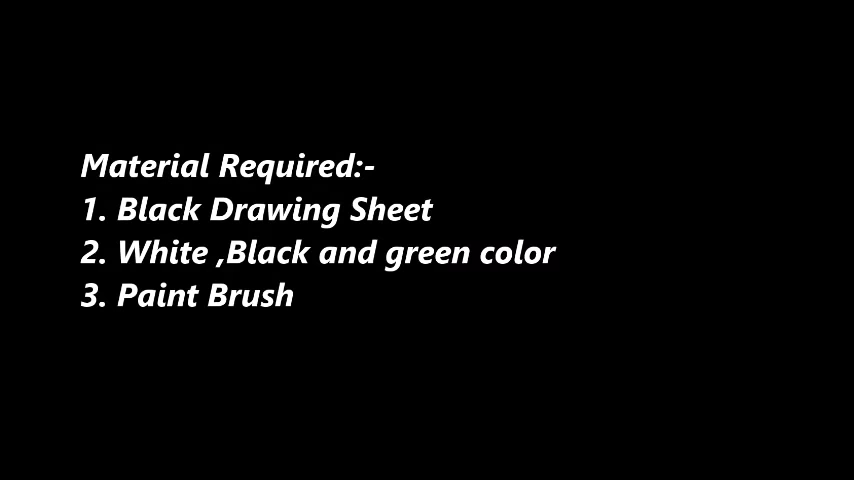 Material Required:-
1. Black Drawing Sheet
2. White ,Black and green color
3. Paint Brush